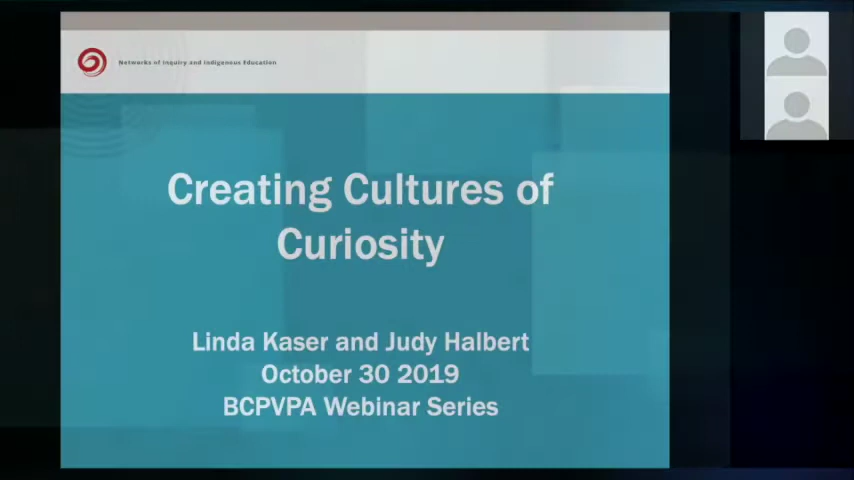 Networks of Inquiry and Indigenous Education
Creating Cultures of
Curiosity
Linda Kaser and Judy Halbert
October 30 2019
BCPVPA Webinar Series